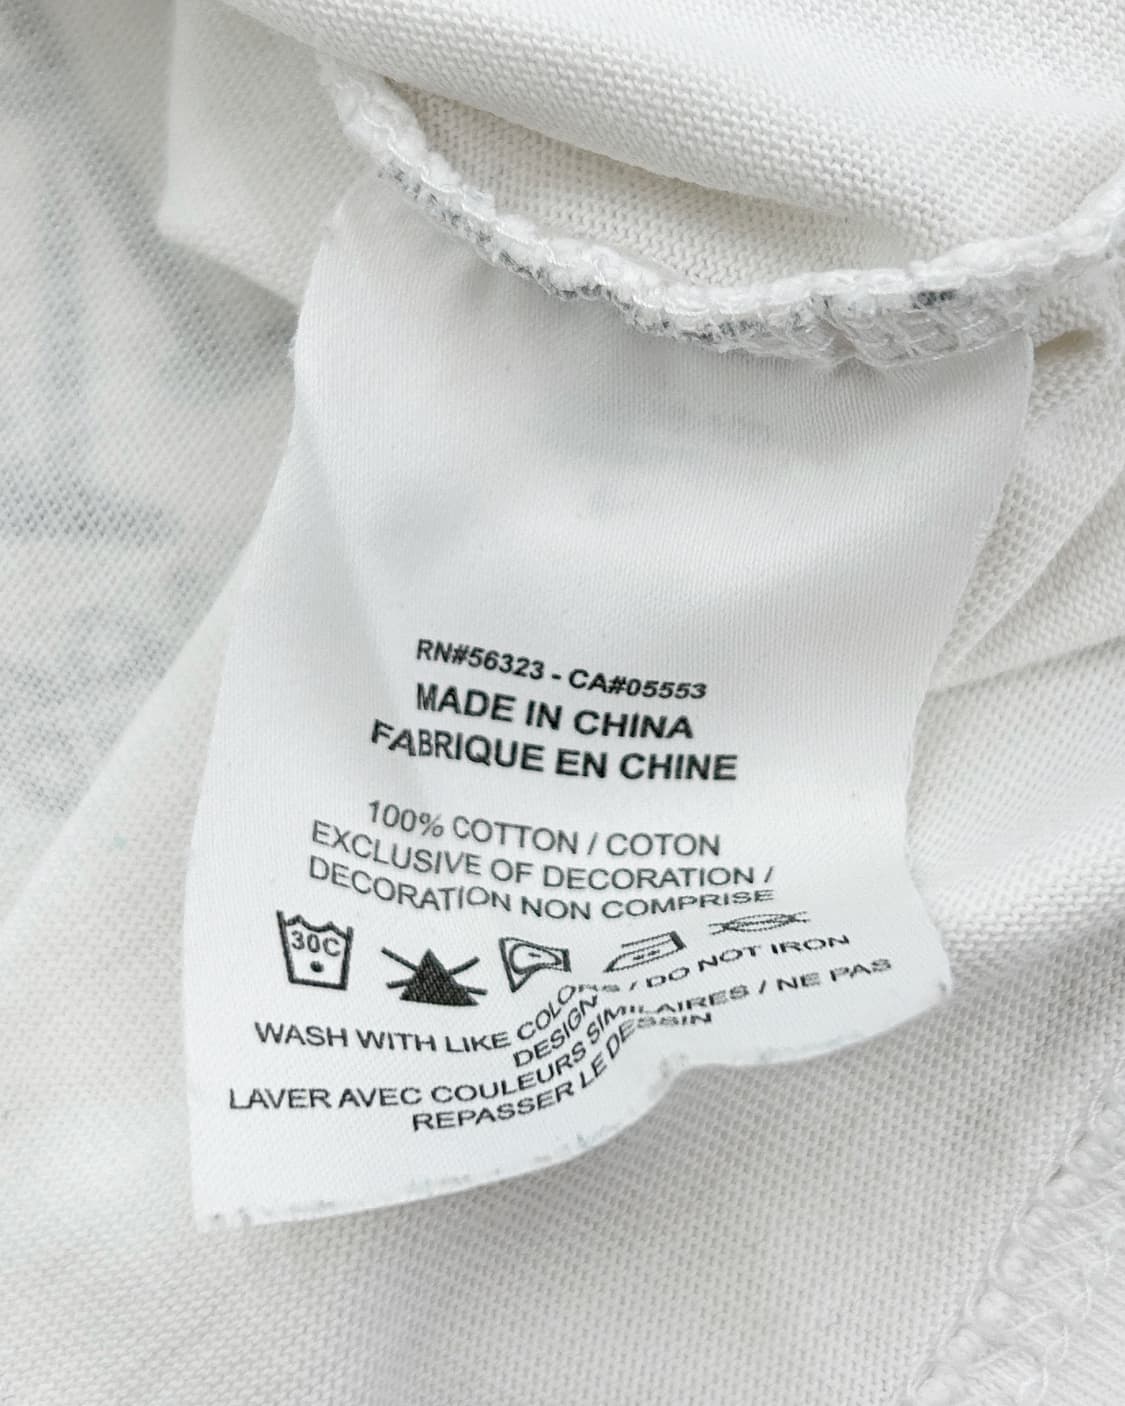 RN#56323 - CA#05553
MADE IN CHINA
FABRIQUE EN CHINE
100% COTTON / COTON
EXCLUSIVE OF DECORATION /
DECORATION NON COMPRISE
30C
WASH WITH LIKE COLORS / DO NOT IRON
DESIGN
LAVER AVEC COULEURS SIMILAIRES / NE PAS
REPASSER LE DESSIN